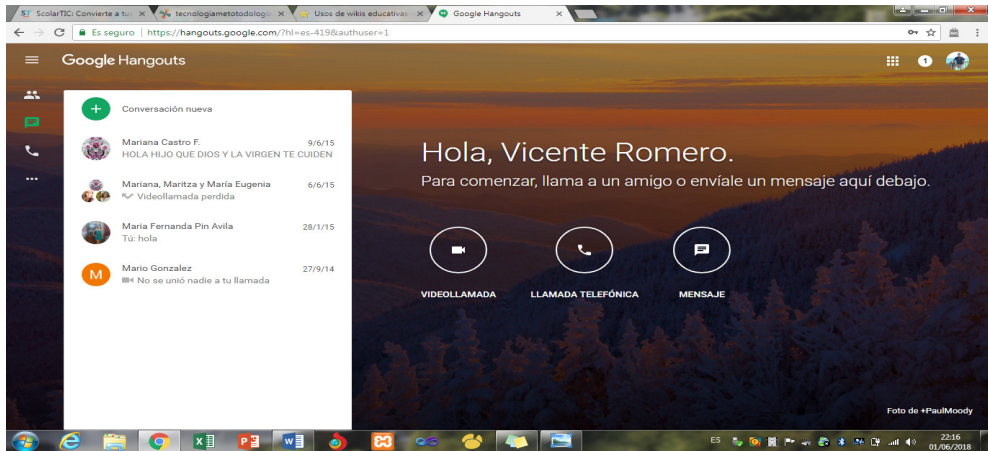 ScolarTIC: Convierte a tus
tecnologiametotodologi
Usos de wikis educativas
Google Hangouts
Es seguro | https://hangouts.google.com/?hl=es-419&authuser=1
Google Hangouts
1
Conversación nueva
Mariana Castro F. 9/6/15
HOLA HIJO QUE DIOS Y LA VIRGEN TE CUIDEN
Mariana, Maritza y María Eugenia 6/6/15
Videollamada perdida
Maria Fernanda Pin Avila 28/1/15
Tú: hola
M
Mario Gonzalez 27/9/14
No se unió nadie a tu llamada
Hola, Vicente Romero.
Para comenzar, llama a un amigo o envíale un mensaje aquí debajo.
VIDEOLLAMADA
LLAMADA TELEFÓNICA
MENSAJE
Foto de +PaulMoody
ES
22:16
01/06/2018